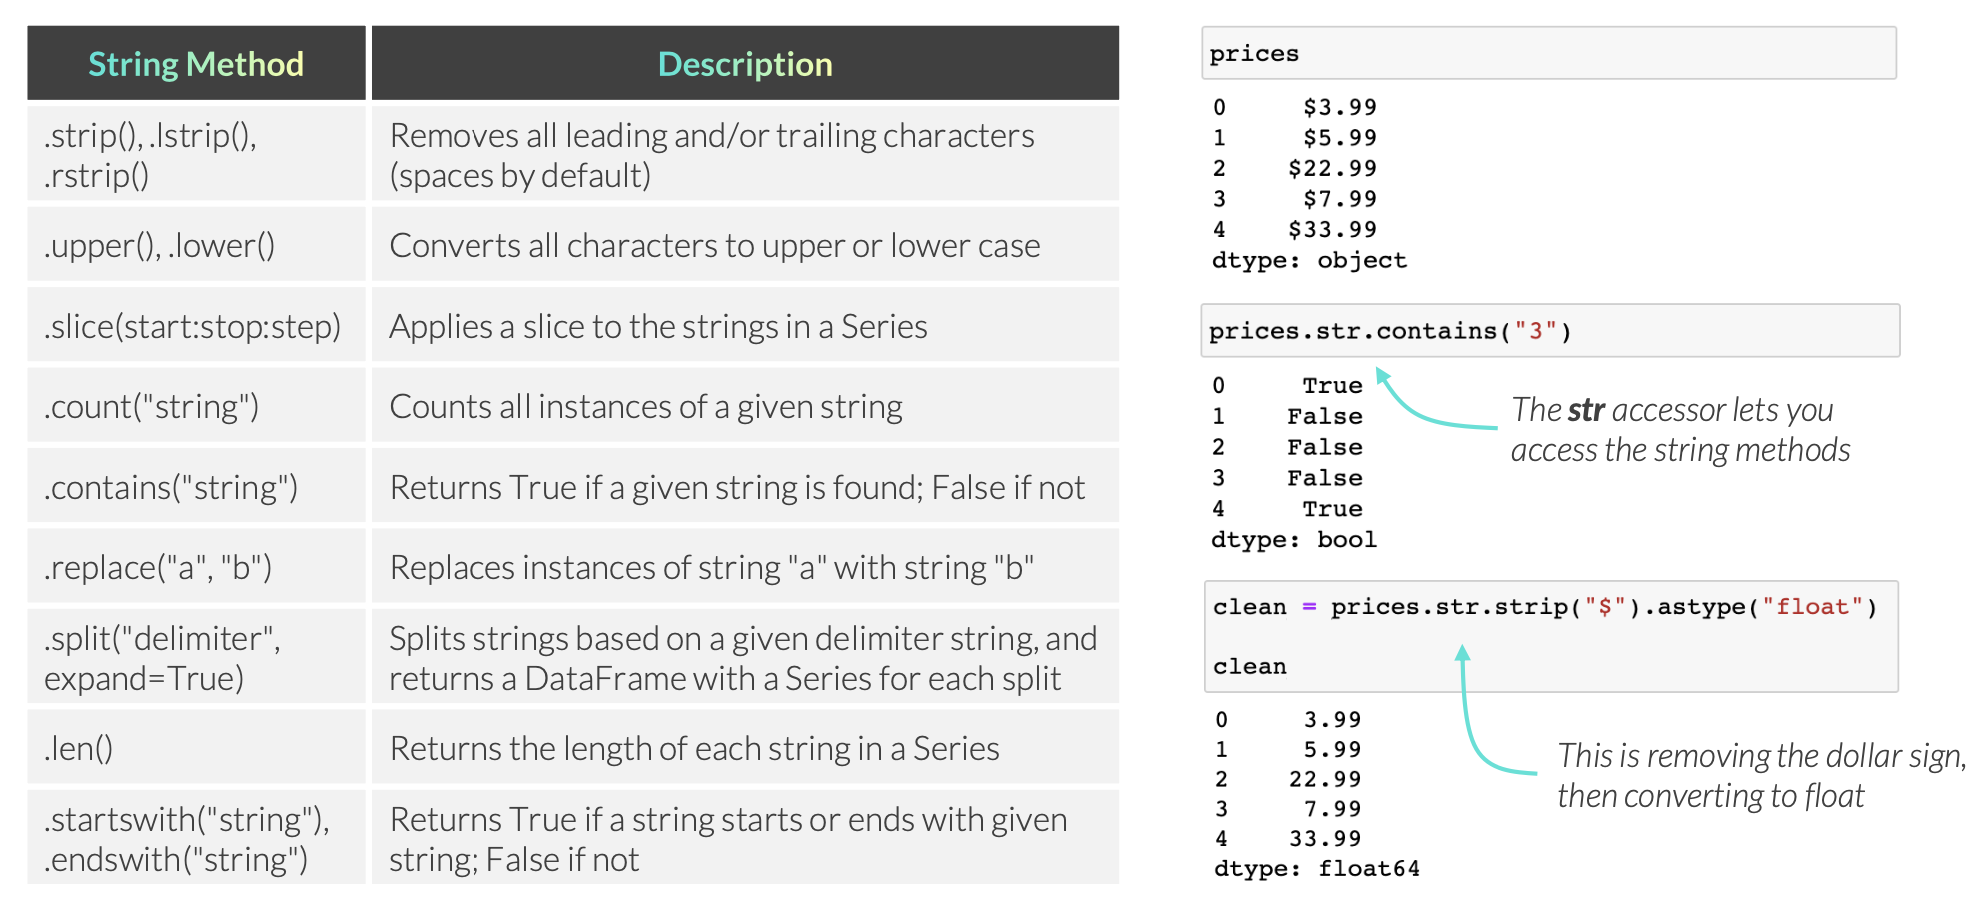 String Method
Description
.strip(), .lstrip(),
.rstrip()
Removes all leading and/or trailing characters
(spaces by default)
.upper(), .lower()
Converts all characters to upper or lower case
.slice(start:stop:step)
Applies a slice to the strings in a Series
.count("string")
Counts all instances of a given string
.contains("string")
Returns True if a given string is found; False if not
.replace("a", "b")
Replaces instances of string "a" with string "b"
.split("delimiter",
expand=True)
Splits strings based on a given delimiter string, and
returns a DataFrame with a Series for each split
.len()
Returns the length of each string in a Series
.startswith("string"),
.endswith("string")
Returns True if a string starts or ends with given
string; False if not
prices
0 $3.99
1 $5.99
2 $22.99
3 $7.99
4 $33.99
dtype: object
prices.str.contains("3")
0 True
1 False
2 False
3 False
4 True
dtype: bool
The str accessor lets you
access the string methods
clean = prices.str.strip("$").astype("float")
clean
0 3.99
1 5.99
2 22.99
3 7.99
4 33.99
dtype: float64
This is removing the dollar sign,
then converting to float